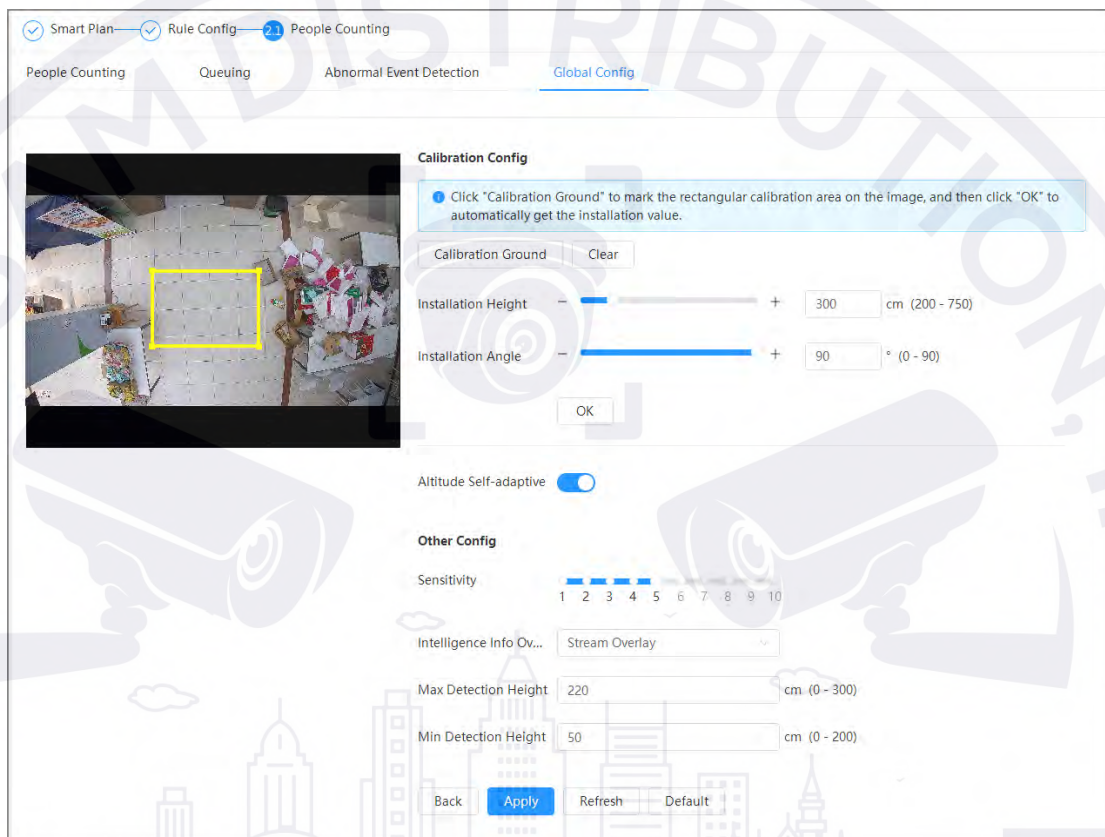 Smart Plan Rule Config 2.1 People Counting
People Counting Queuing Abnormal Event Detection Global Config
Calibration Config
Click "Calibration Ground" to mark the rectangular calibration area on the image, and then click "OK" to
automatically get the installation value.
Calibration Ground Clear
Installation Height - + 300 cm (200 - 750)
Installation Angle - + 90 ° (0 - 90)
OK
Altitude Self-adaptive
Other Config
Sensitivity
1 2 3 4 5 6 7 8 9 10
Intelligence Info Ov... Stream Overlay
Max Detection Height 220 cm (0 - 300)
Min Detection Height 50 cm (0 - 200)
Back Apply Refresh Default